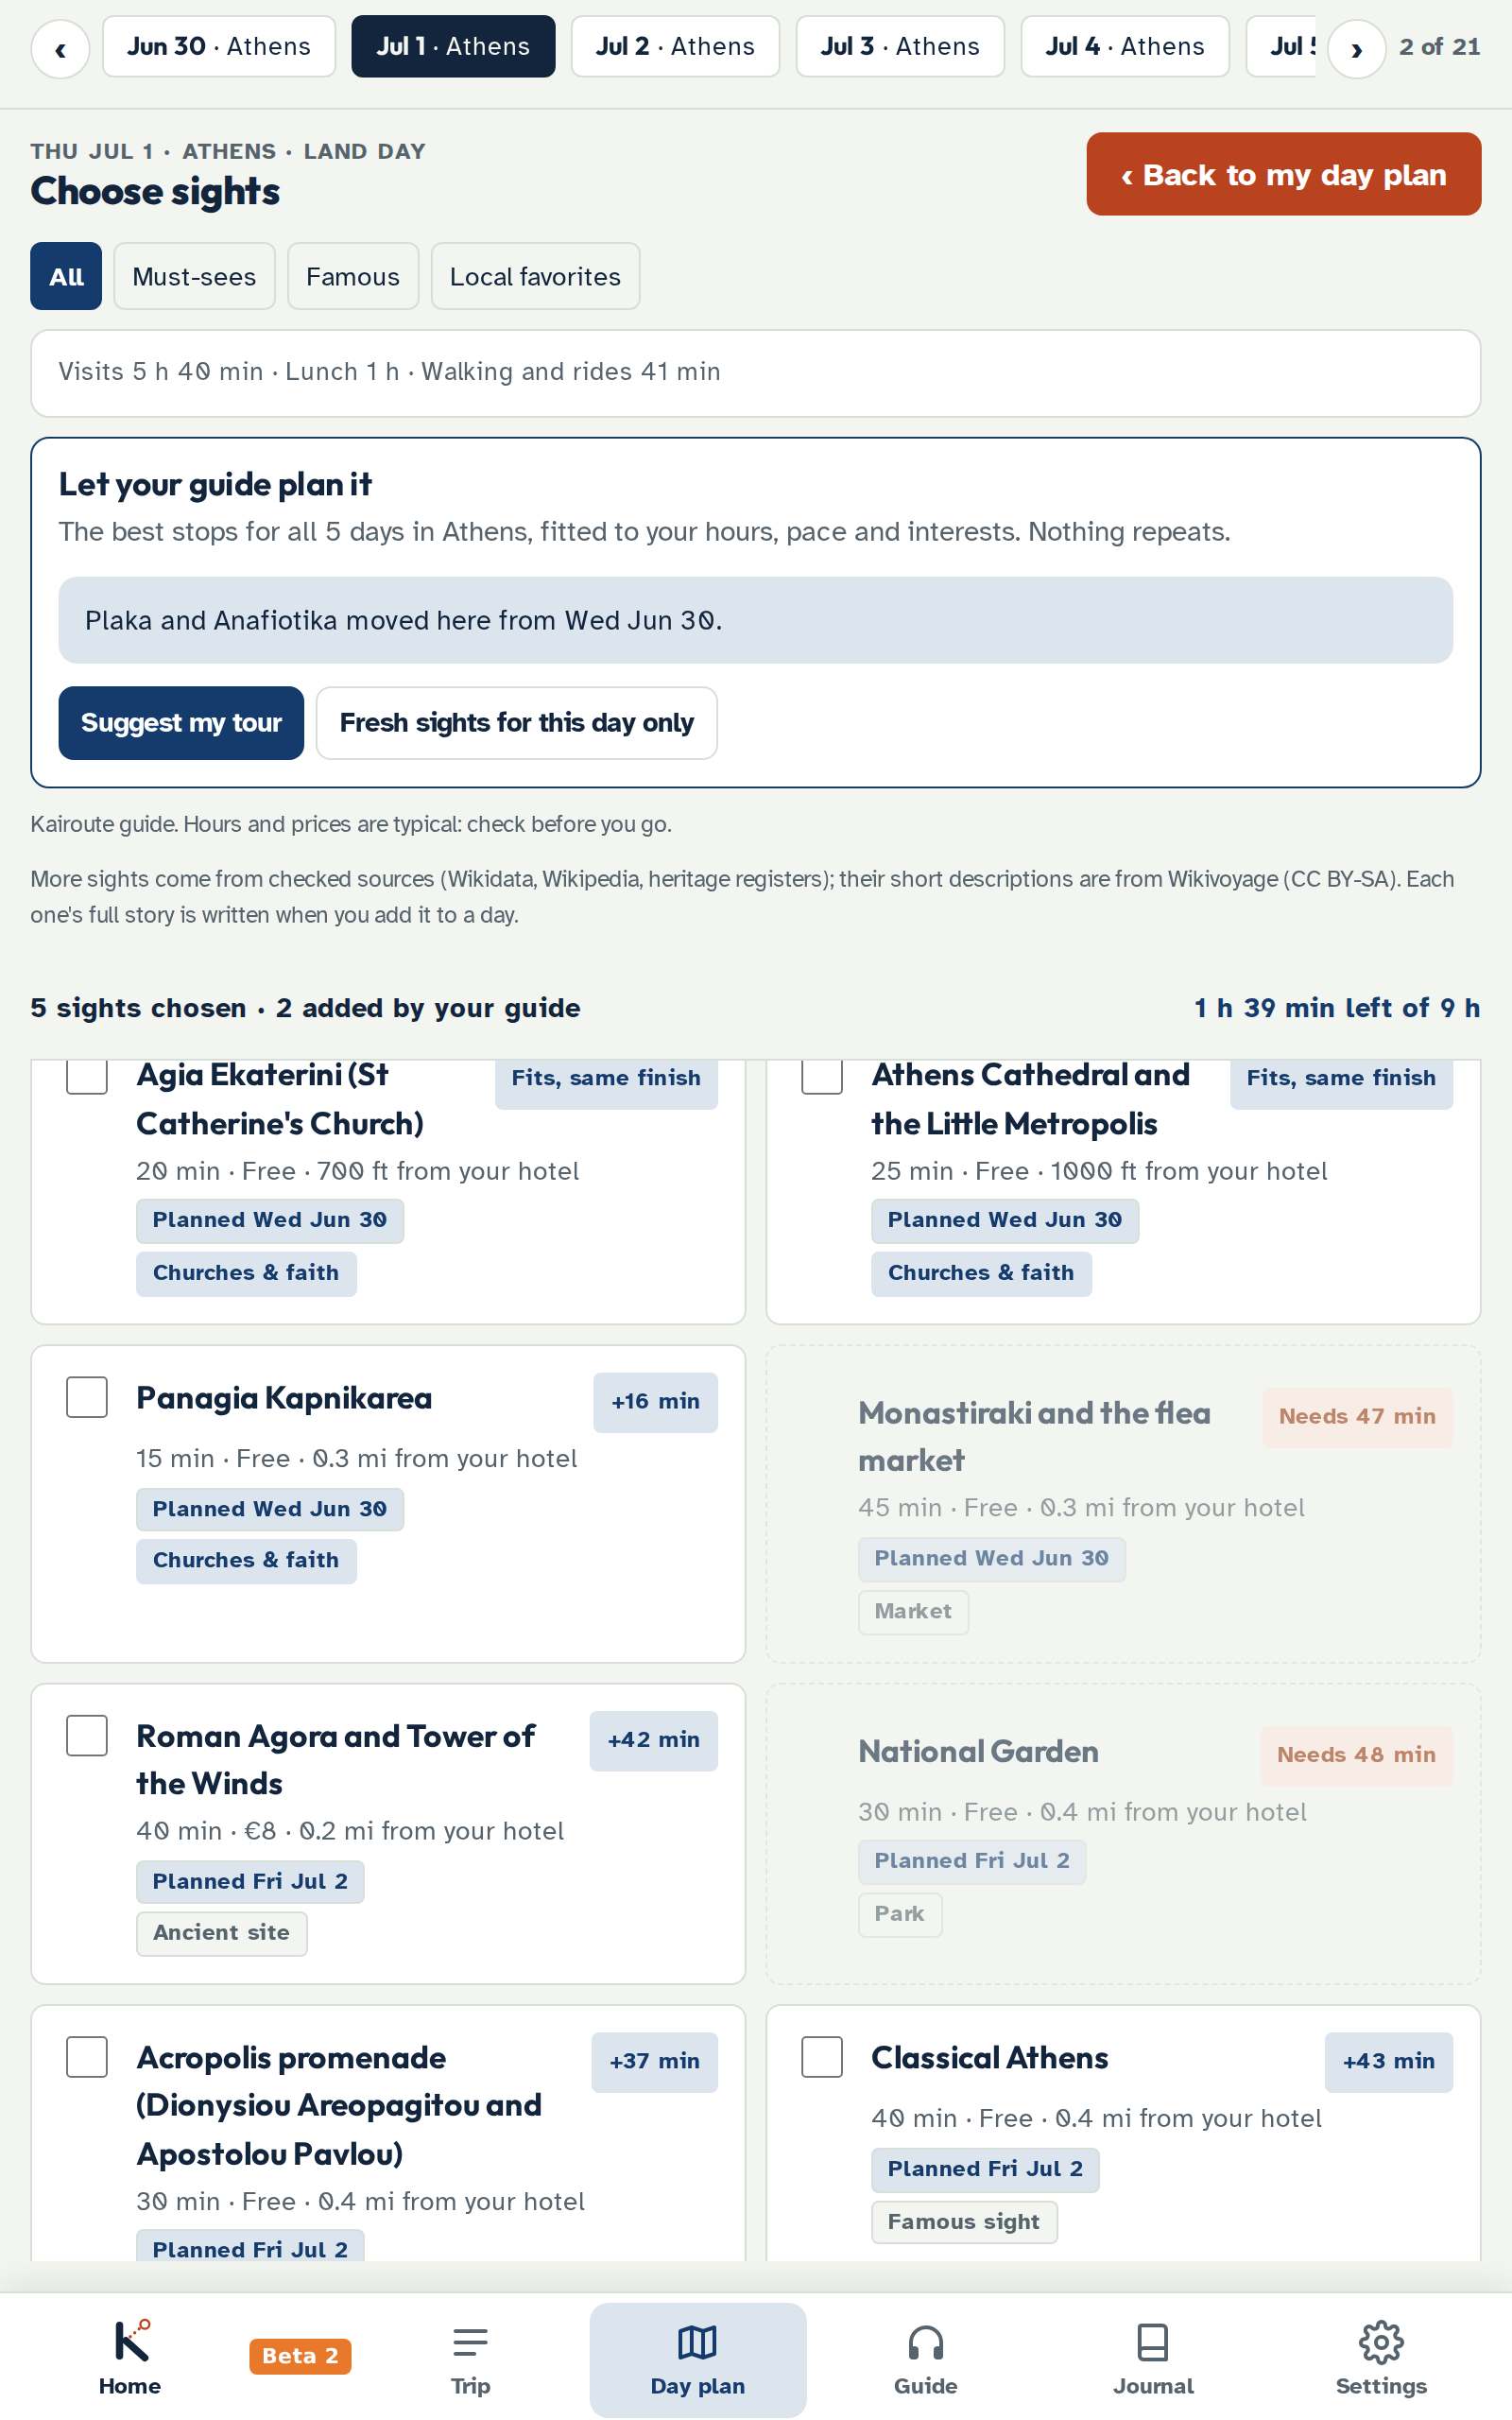 ‹ Jun 30 · Athens Jul 1 · Athens Jul 2 · Athens Jul 3 · Athens Jul 4 · Athens Jul › 2 of 21
THU JUL 1 · ATHENS · LAND DAY
Choose sights
‹ Back to my day plan
All Must-sees Famous Local favorites
Visits 5 h 40 min · Lunch 1 h · Walking and rides 41 min
Let your guide plan it
The best stops for all 5 days in Athens, fitted to your hours, pace and interests. Nothing repeats.
Plaka and Anafiotika moved here from Wed Jun 30.
Suggest my tour Fresh sights for this day only
Kairoute guide. Hours and prices are typical: check before you go.
More sights come from checked sources (Wikidata, Wikipedia, heritage registers); their short descriptions are from Wikivoyage (CC BY-SA). Each
one's full story is written when you add it to a day.
5 sights chosen · 2 added by your guide 1 h 39 min left of 9 h
Agia Ekaterini (St
Catherine's Church)
Fits, same finish
20 min · Free · 700 ft from your hotel
Planned Wed Jun 30
Churches & faith
Athens Cathedral and
the Little Metropolis
Fits, same finish
25 min · Free · 1000 ft from your hotel
Planned Wed Jun 30
Churches & faith
Panagia Kapnikarea
+16 min
15 min · Free · 0.3 mi from your hotel
Planned Wed Jun 30
Churches & faith
Monastiraki and the flea
market
Needs 47 min
45 min · Free · 0.3 mi from your hotel
Planned Wed Jun 30
Market
Roman Agora and Tower of
the Winds
+42 min
40 min · €8 · 0.2 mi from your hotel
Planned Fri Jul 2
Ancient site
National Garden
Needs 48 min
30 min · Free · 0.4 mi from your hotel
Planned Fri Jul 2
Park
Acropolis promenade
(Dionysiou Areopagitou and
Apostolou Pavlou)
+37 min
30 min · Free · 0.4 mi from your hotel
Planned Fri Jul 2
Classical Athens
+43 min
40 min · Free · 0.4 mi from your hotel
Planned Fri Jul 2
Famous sight
Home Beta 2 Trip Day plan Guide Journal Settings